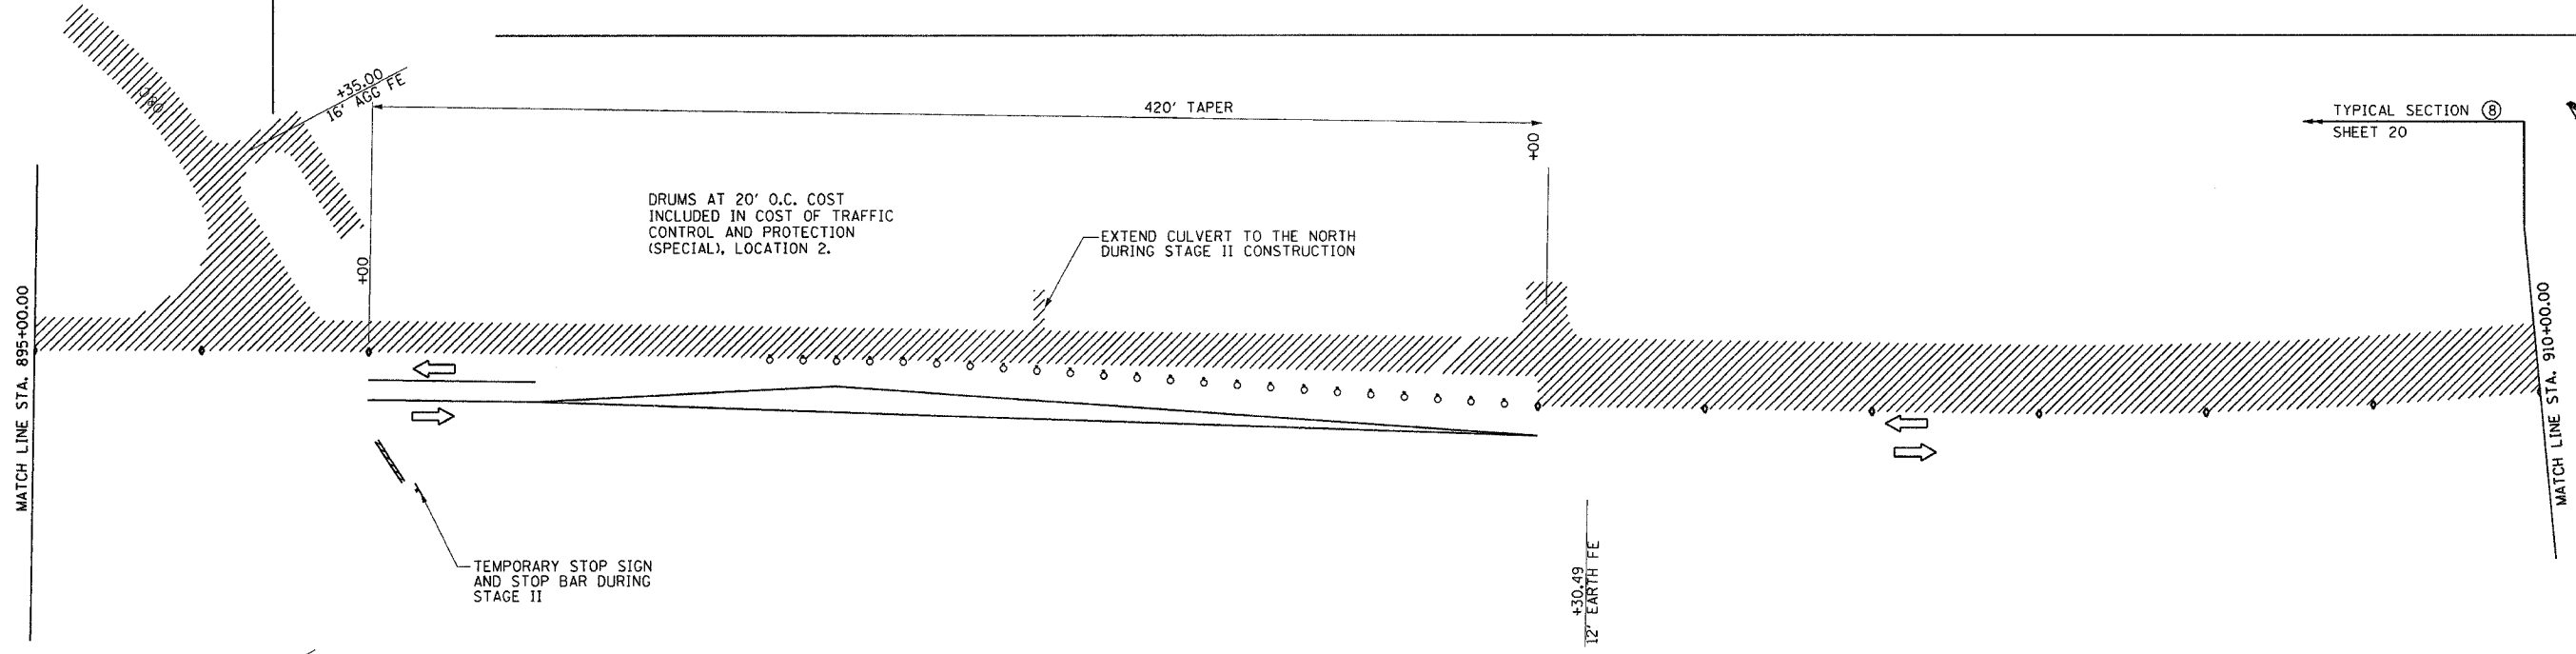 +35.00
16' AGG FE
420' TAPER
TYPICAL SECTION 8
SHEET 20
+00
DRUMS AT 20' O.C. COST
INCLUDED IN COST OF TRAFFIC
CONTROL AND PROTECTION
(SPECIAL), LOCATION 2.
EXTEND CULVERT TO THE NORTH
DURING STAGE II CONSTRUCTION
+00
MATCH LINE STA. 895+00.00
MATCH LINE STA. 910+00.00
TEMPORARY STOP SIGN
AND STOP BAR DURING
STAGE II
+30.49
12' EARTH FE